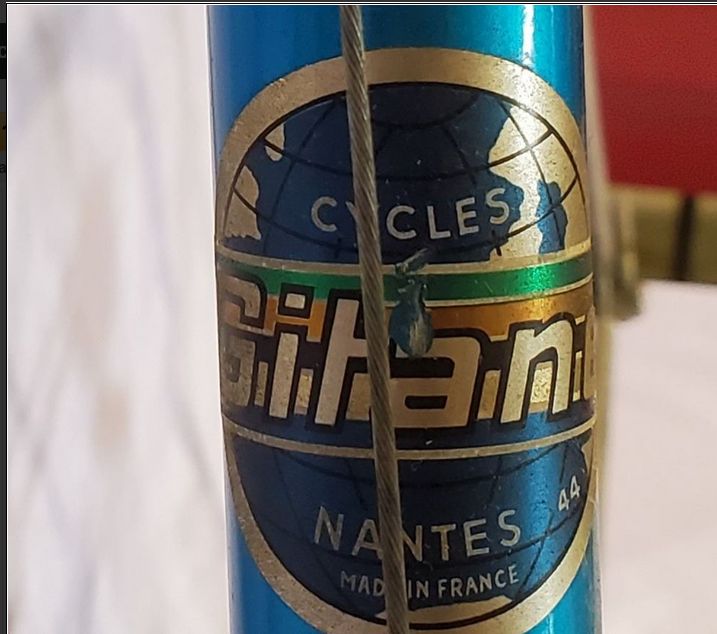 CYCLES
Gitane
44
NANTES
MADE IN FRANCE